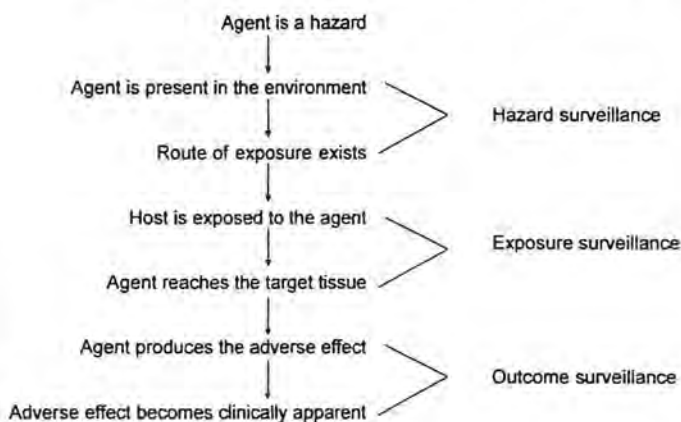 Agent is a hazard
Agent is present in the environment
Hazard surveillance
Route of exposure exists
Host is exposed to the agent
Exposure surveillance
Agent reaches the target tissue
Agent produces the adverse effect
Outcome surveillance
Adverse effect becomes clinically apparent